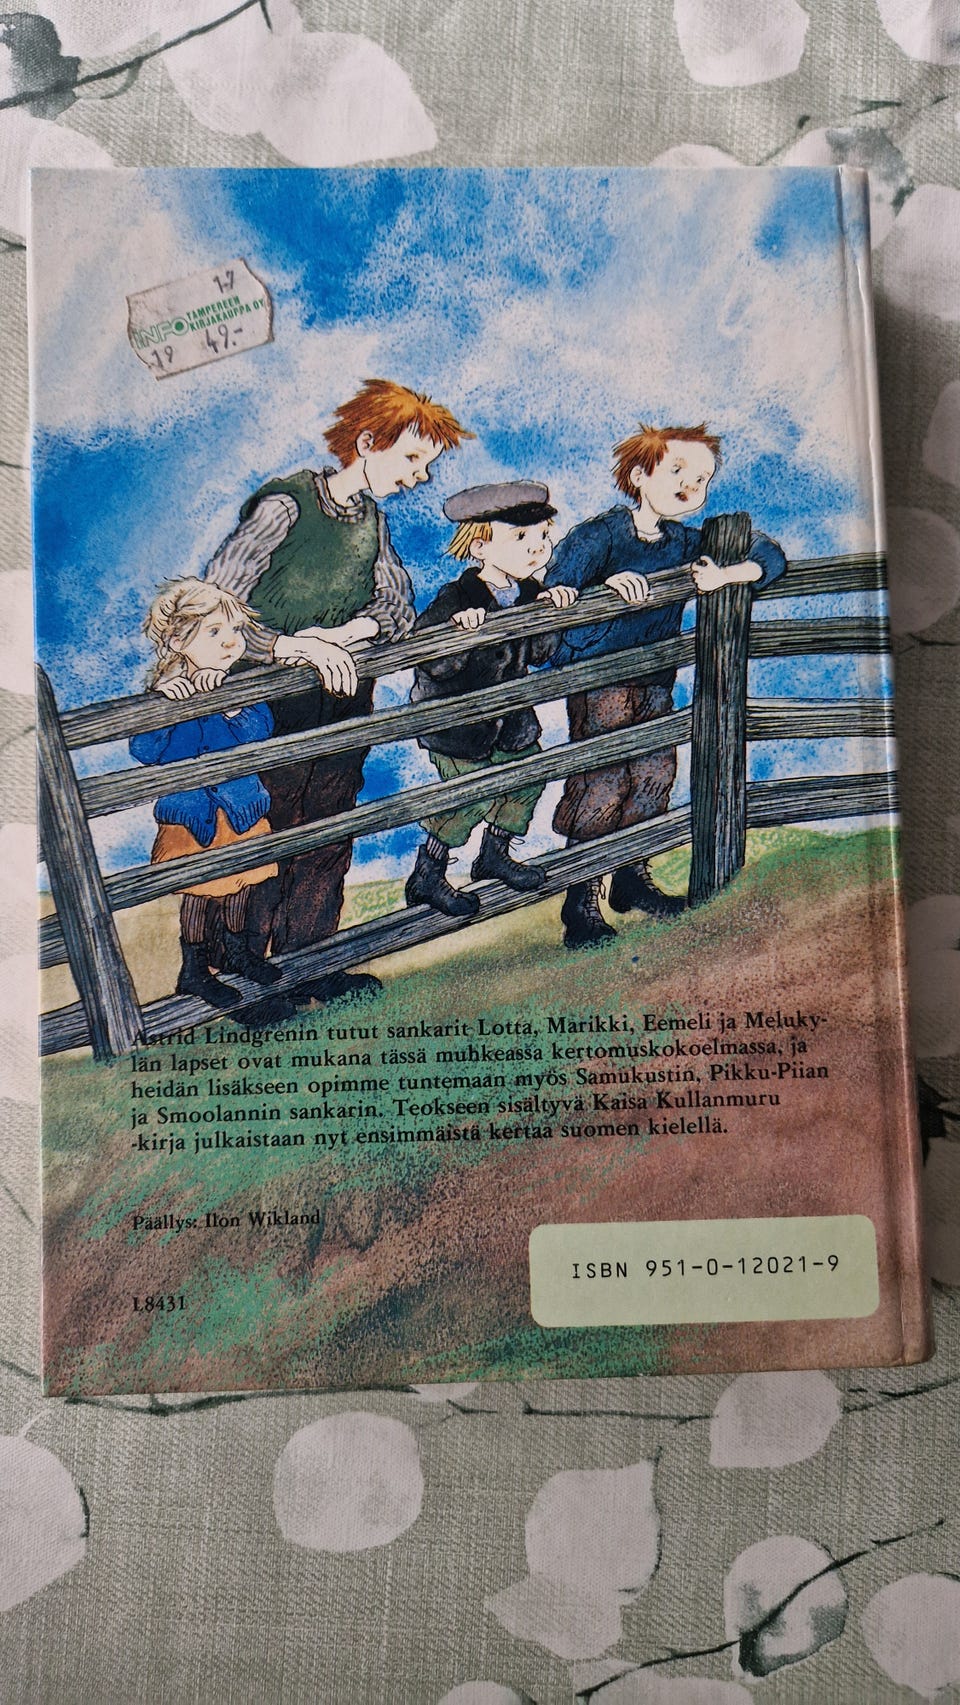 17
INFO TAMPEREEN
KIRJAKAUPPA OY
19 49.-
Astrid Lindgrenin tutut sankarit Lotta, Marikki, Eemeli ja Meluky-
län lapset ovat mukana tässä muhkeassa kertomuskokoelmassa, ja
heidän lisäkseen opimme tuntemaan myös Samukustin, Pikku-Piian
ja Smoolannin sankarin. Teokseen sisältyvä Kaisa Kullanmuru
-kirja julkaistaan nyt ensimmäistä kertaa suomen kielellä.
Päällys: Ilon Wikland
ISBN 951-0-12021-9
L8431